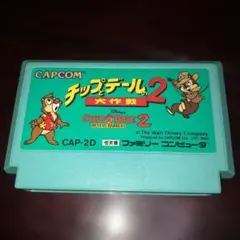 CAPCOM
チップとデールの2
大作戦
Disney's
CHIP 'N DALE 2
RESCUE RANGERS
© The Walt Disney Company
CAP-2D
ファミリー コンピュータ